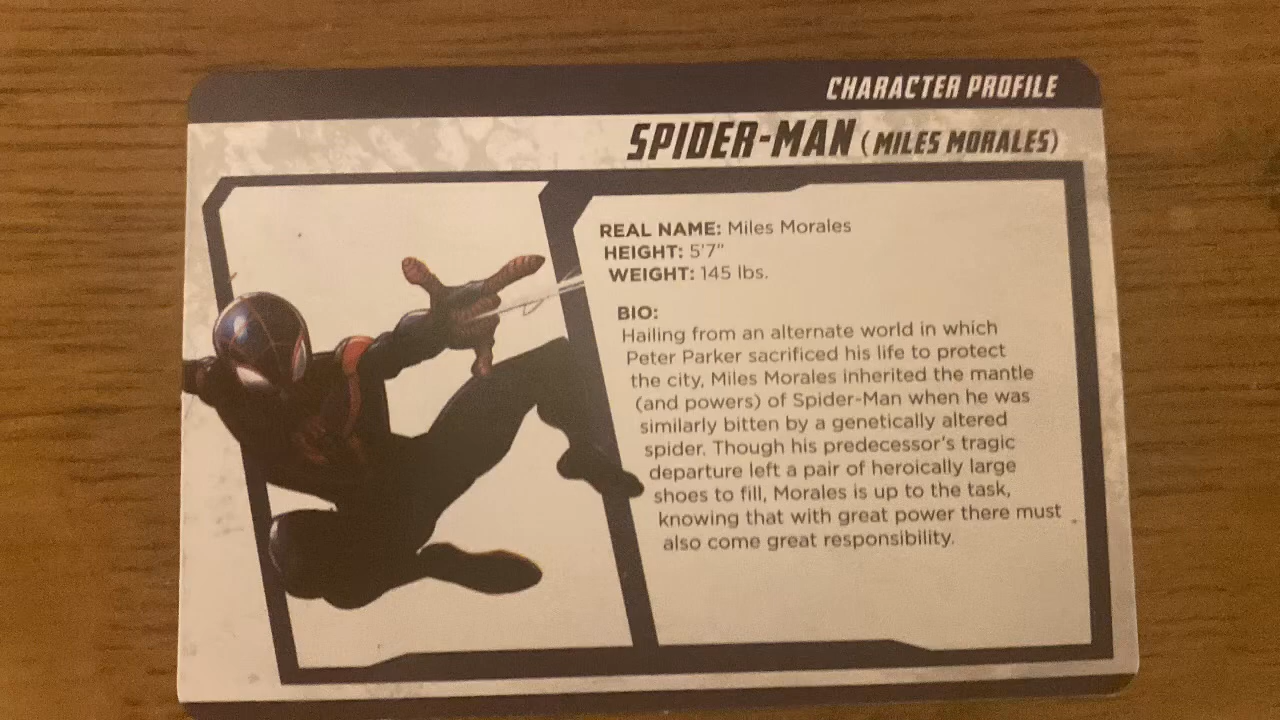 CHARACTER PROFILE
SPIDER-MAN (MILES MORALES)
REAL NAME: Miles Morales
HEIGHT: 5'7"
WEIGHT: 145 lbs.
BIO:
Hailing from an alternate world in which
Peter Parker sacrificed his life to protect
the city, Miles Morales inherited the mantle
(and powers) of Spider-Man when he was
similarly bitten by a genetically altered
spider. Though his predecessor's tragic
departure left a pair of heroically large
shoes to fill, Morales is up to the task,
knowing that with great power there must
also come great responsibility.